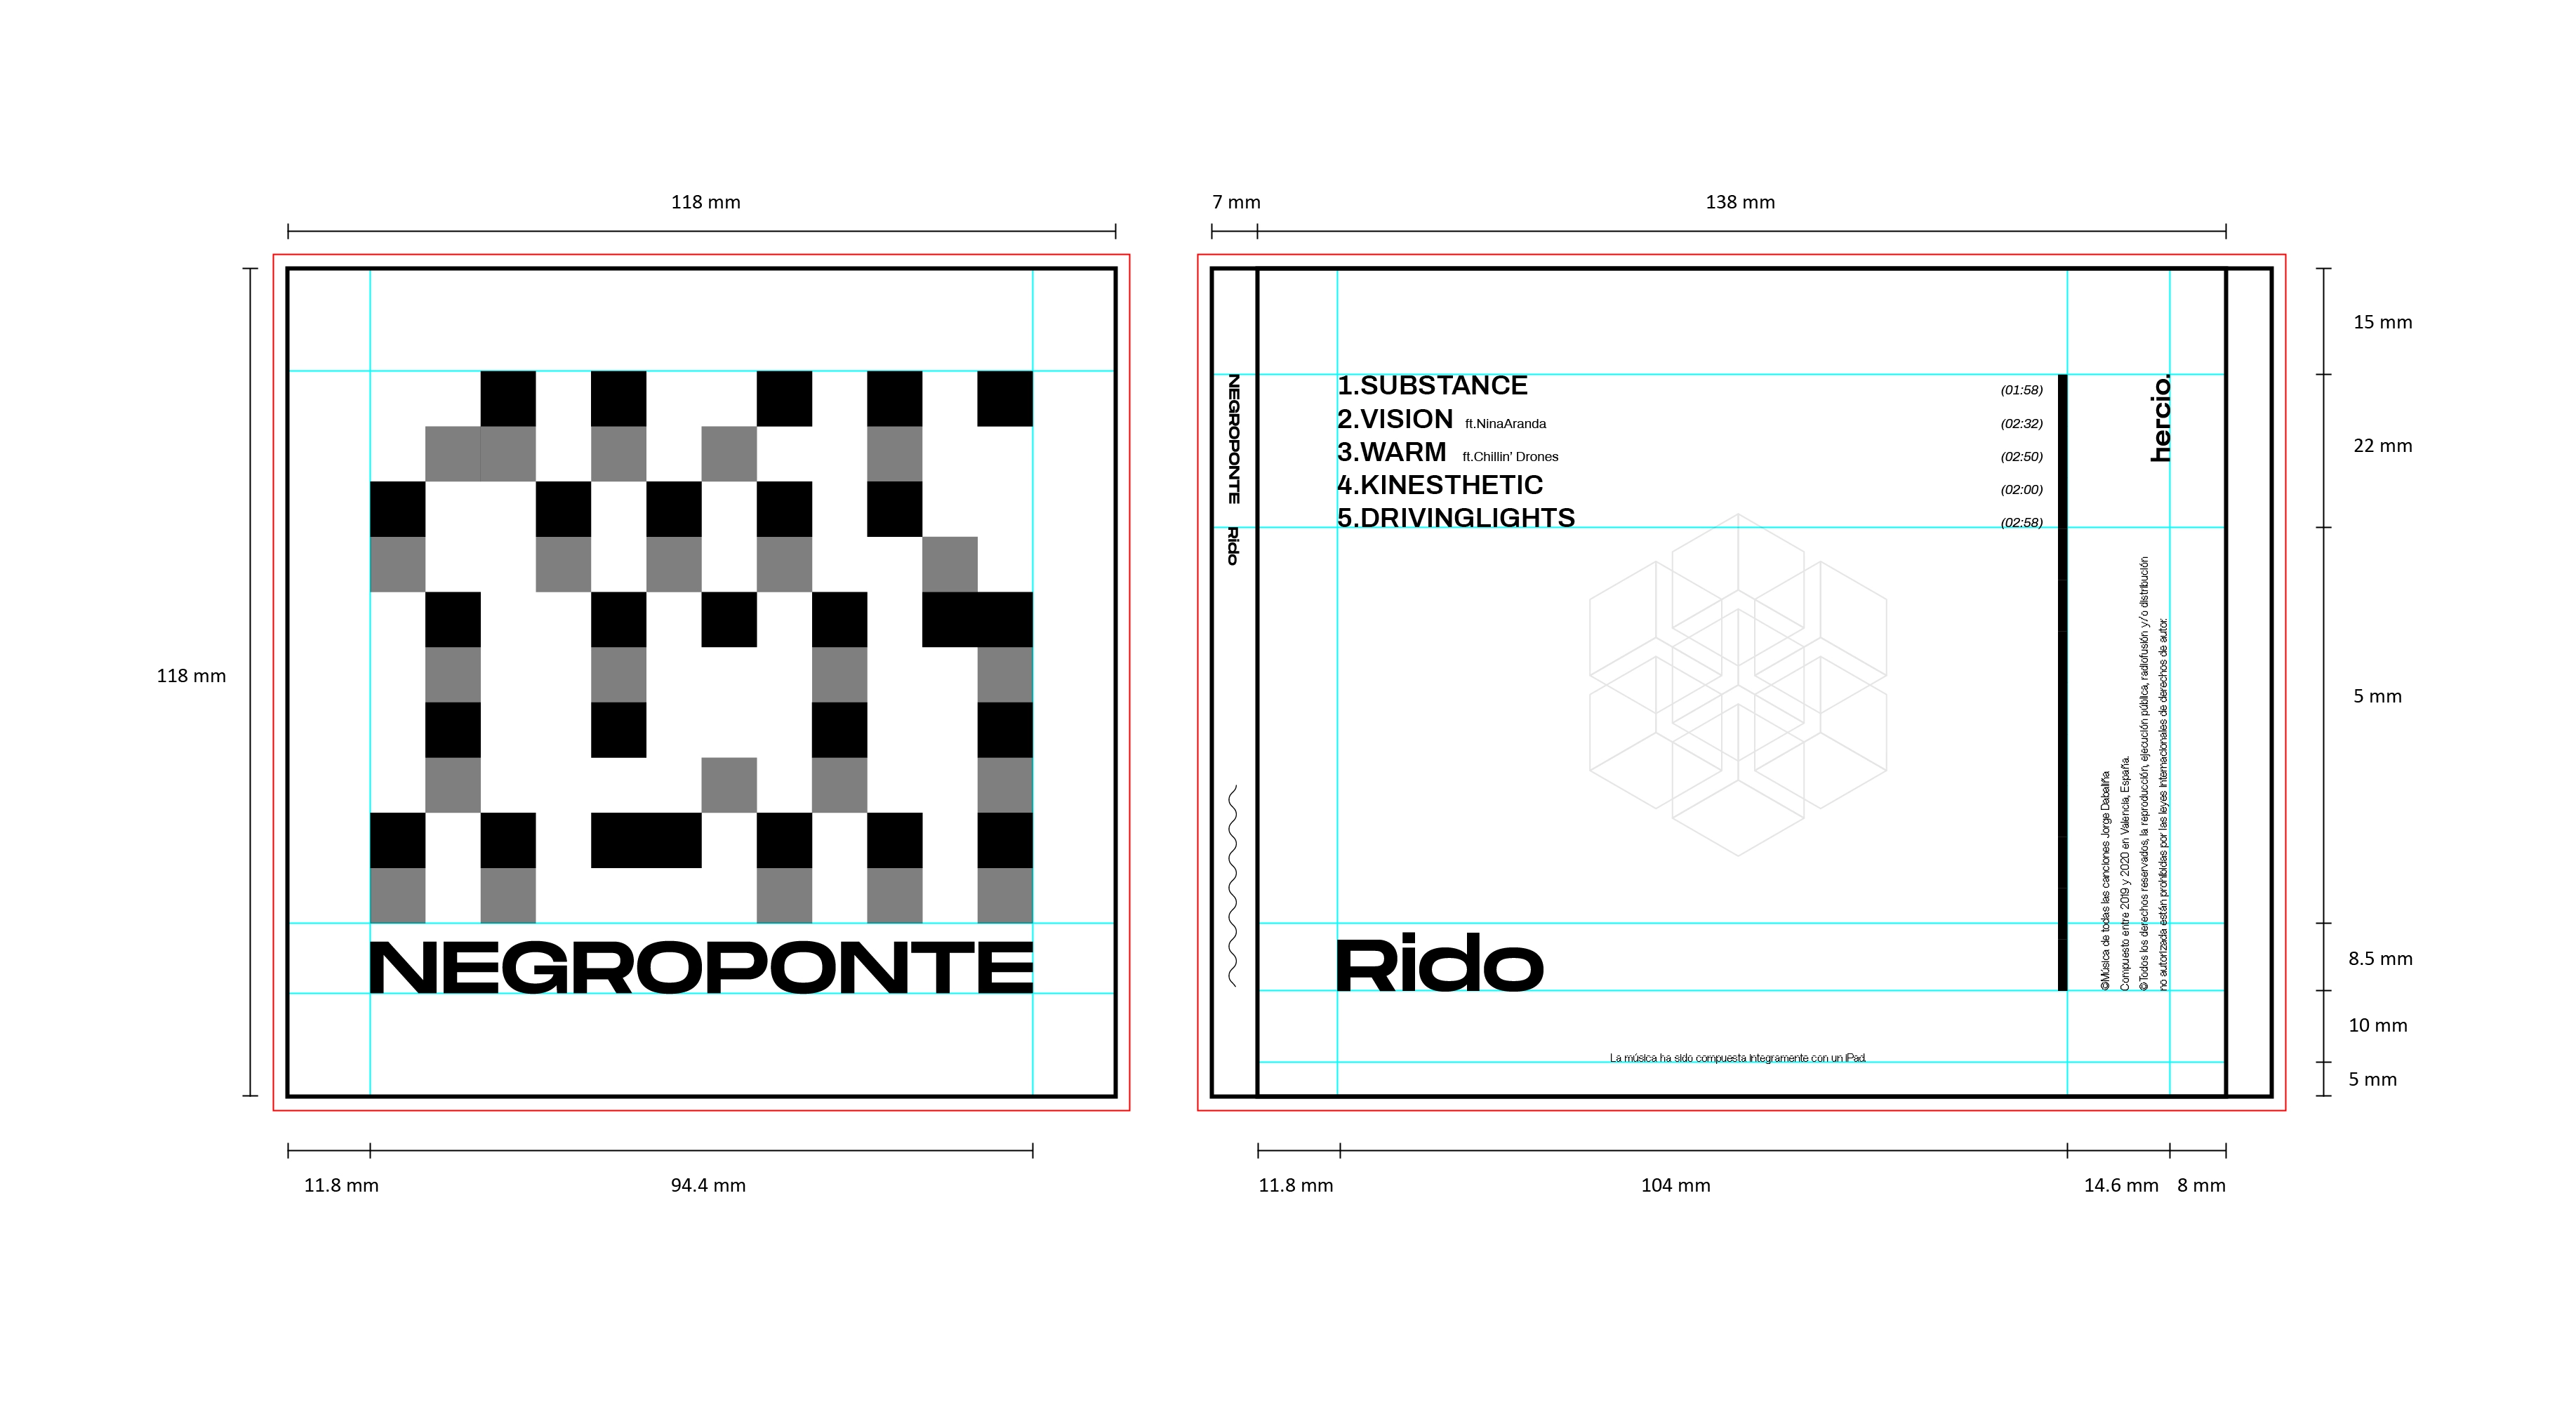 118 mm
118 mm
NEGROPONTE
11.8 mm
94.4 mm
7 mm
138 mm
NEGROPONTE Rido
1.SUBSTANCE (01:58)
2.VISION ft.NinaAranda (02:32)
3.WARM ft.Chillin' Drones (02:50)
4.KINESTHETIC (02:00)
5.DRIVINGLIGHTS (02:58)
hercio.
©Música de todas las canciones Jorge Dabaliña
Compuesto entre 2019 y 2020 en Valencia, España.
©Todos los derechos reservados, la reproducción, ejecución pública, radiofusión y/o distribución
no autorizada están prohibidas por las leyes internacionales de derechos de autor.
Rido
La música ha sido compuesta integramente con un iPad.
15 mm
22 mm
5 mm
8.5 mm
10 mm
5 mm
11.8 mm
104 mm
14.6 mm
8 mm